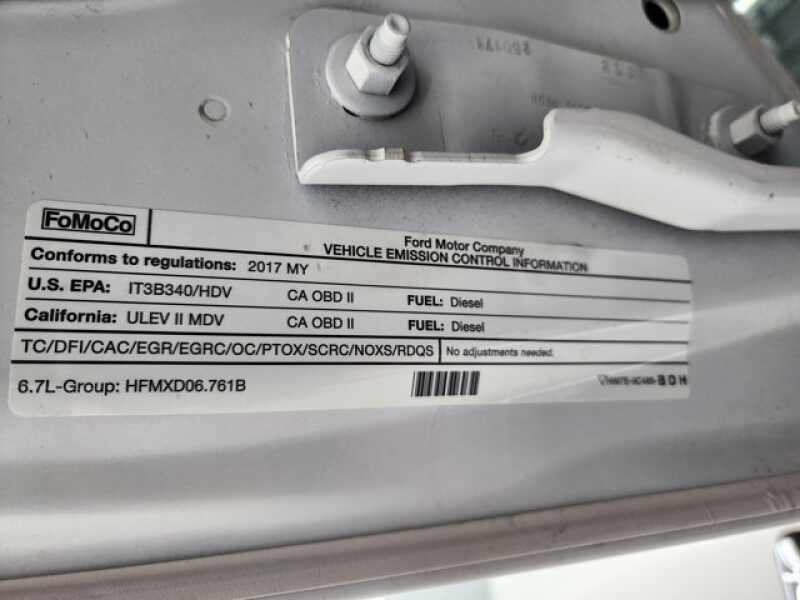 FoMoCo
Ford Motor Company
VEHICLE EMISSION CONTROL INFORMATION
Conforms to regulations: 2017 MY
U.S. EPA: IT3B340/HDV CA OBD II FUEL: Diesel
California: ULEV II MDV CA OBD II FUEL: Diesel
TC/DFI/CAC/EGR/EGRC/OC/PTOX/SCRC/NOXS/RDQS No adjustments needed.
6.7L-Group: HFMXD06.761B
BDH